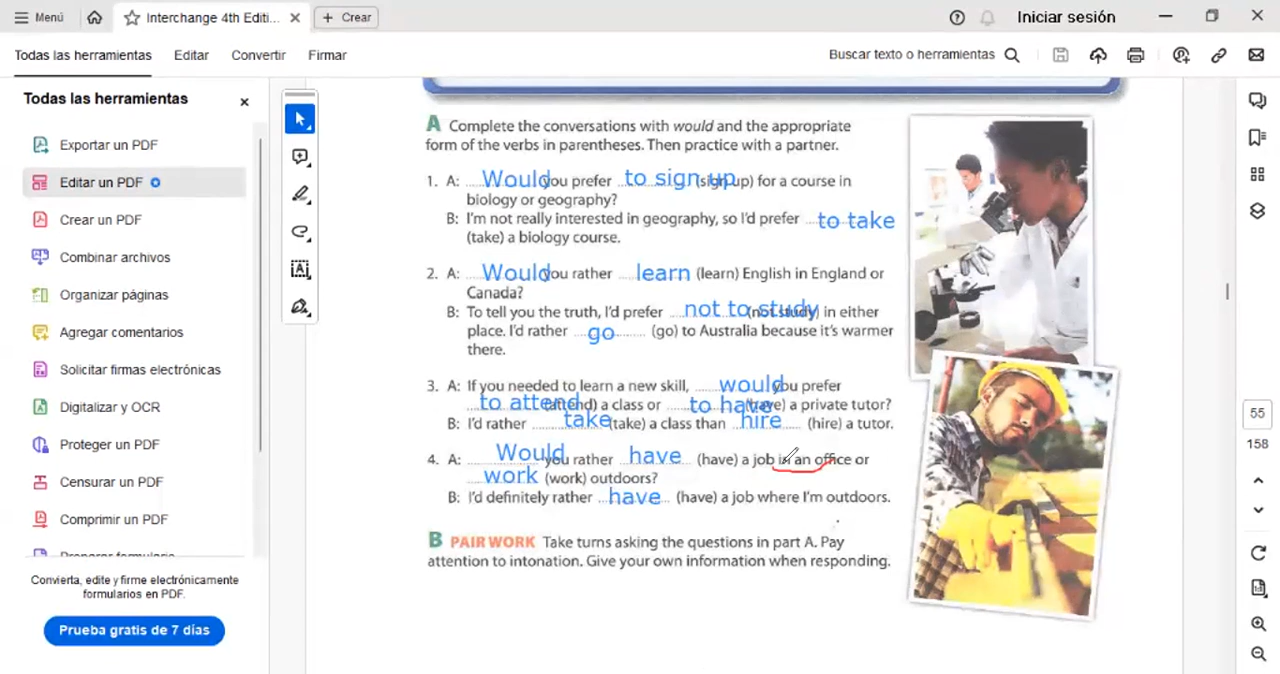 Menú
Interchange 4th Editi...
Crear
Iniciar sesión
Todas las herramientas
Editar
Convertir
Firmar
Buscar texto o herramientas
Todas las herramientas
Exportar un PDF
Editar un PDF
Crear un PDF
Combinar archivos
Organizar páginas
Agregar comentarios
Solicitar firmas electrónicas
Digitalizar y OCR
Proteger un PDF
Censurar un PDF
Comprimir un PDF
Preparar formulario
Convierta, edite y firme electrónicamente
formularios en PDF.
Prueba gratis de 7 días
A Complete the conversations with would and the appropriate
form of the verbs in parentheses. Then practice with a partner.
1. A: Would you prefer to sign up (sign up) for a course in
biology or geography?
B: I'm not really interested in geography, so I'd prefer to take
(take) a biology course.
2. A: Would you rather learn (learn) English in England or
Canada?
B: To tell you the truth, I'd prefer not to study (not study) in either
place. I'd rather go (go) to Australia because it's warmer
there.
3. A: If you needed to learn a new skill, would you prefer
to attend (attend) a class or to have (have) a private tutor?
B: I'd rather take (take) a class than hire (hire) a tutor.
4. A: Would you rather have (have) a job in an office or
work (work) outdoors?
B: I'd definitely rather have (have) a job where I'm outdoors.
B PAIR WORK Take turns asking the questions in part A. Pay
attention to intonation. Give your own information when responding.
55
158